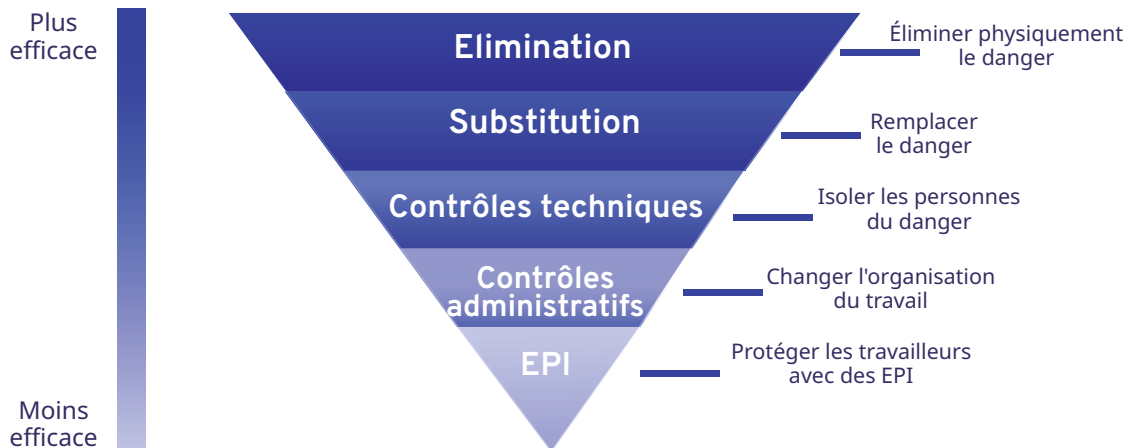 Plus
efficace
Elimination
Éliminer physiquement
le danger
Substitution
Remplacer
le danger
Contrôles techniques
Isoler les personnes
du danger
Contrôles
administratifs
Changer l'organisation
du travail
EPI
Protéger les travailleurs
avec des EPI
Moins
efficace